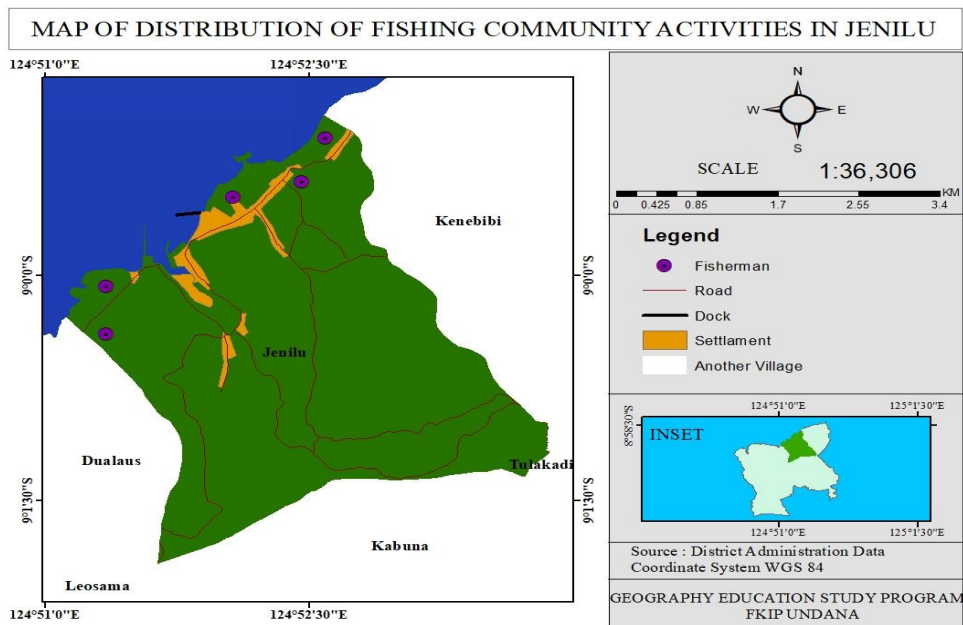 MAP OF DISTRIBUTION OF FISHING COMMUNITY ACTIVITIES IN JENILU
124°51'0"E
124°52'30"E
9°0'0"S
9°1'30"S
Kenebibi
Jenilu
Dualaus
Tulakadi
Kabuna
Leosama
9°0'0"S
9°1'30"S
124°51'0"E
124°52'30"E
N
W
E
S
SCALE
1:36,306
KM
0
0.425
0.85
1.7
2.55
3.4
Legend
Fisherman
Road
Dock
Setlament
Another Village
124°51'0"E
125°1'30"E
8°58'30"S
INSET
124°51'0"E
125°1'30"E
Source : District Administration Data
Coordinate System WGS 84
GEOGRAPHY EDUCATION STUDY PROGRAM
FKIP UNDANA